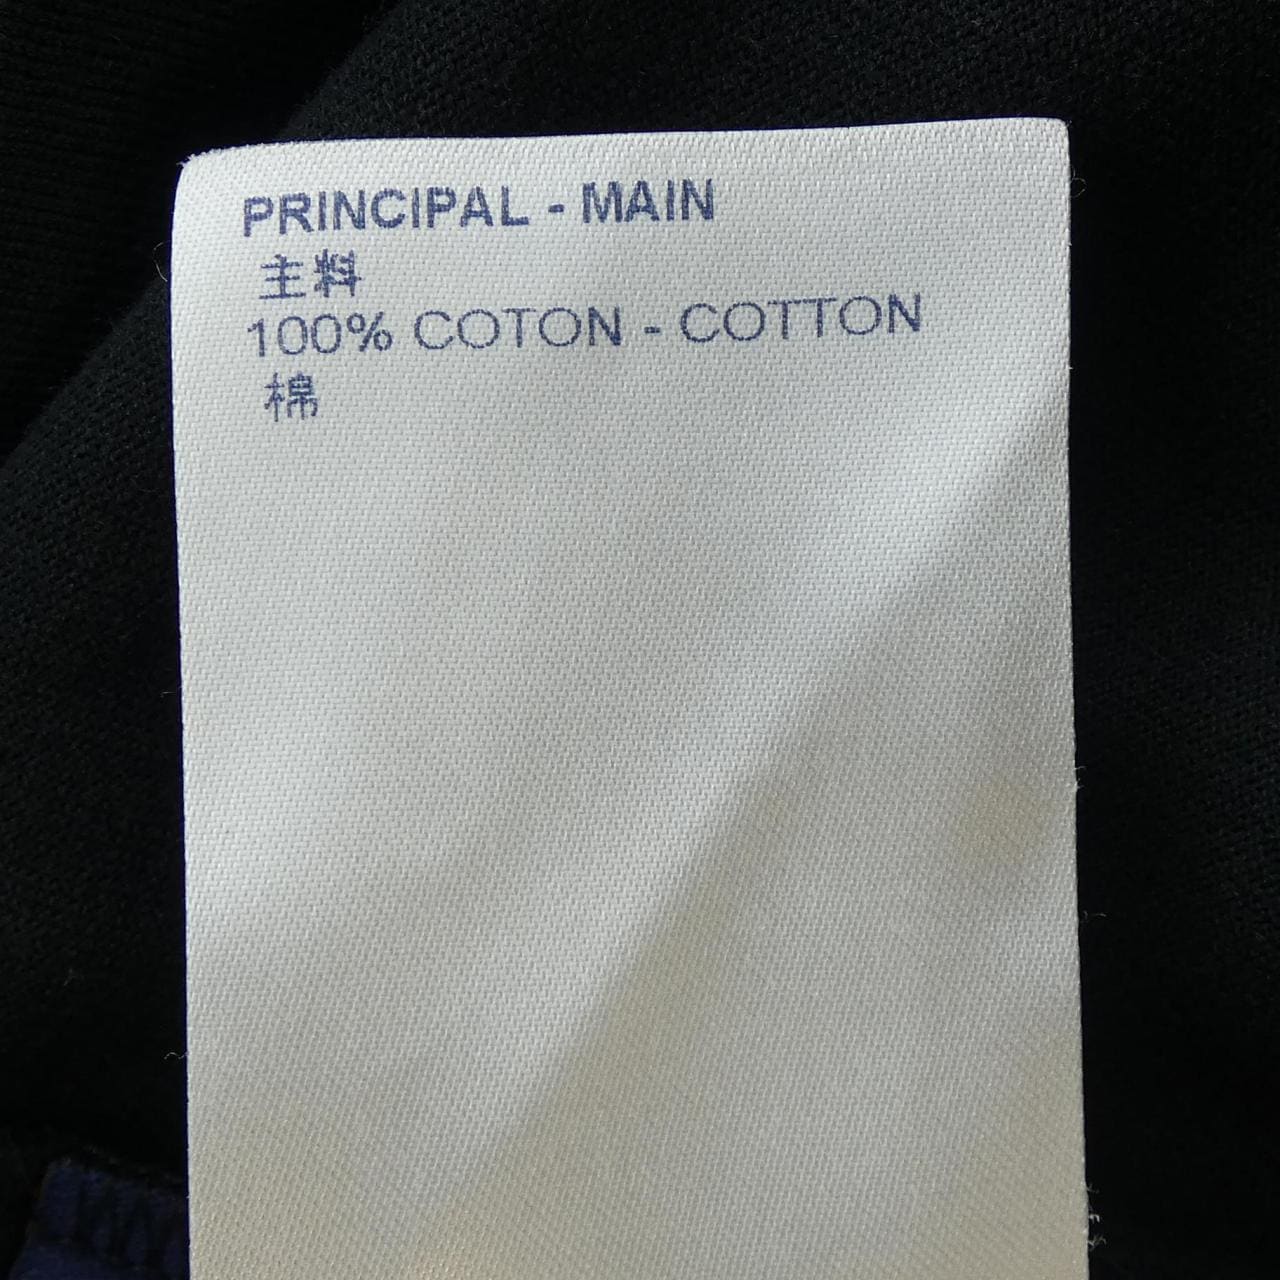 PRINCIPAL - MAIN
主料
100% COTON - COTTON
棉